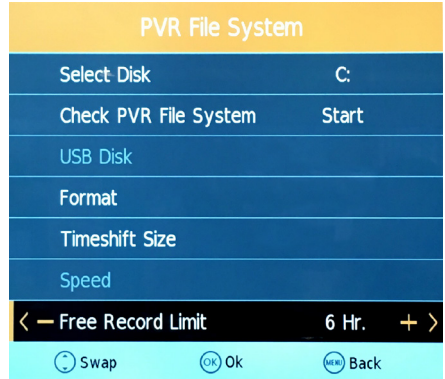 PVR File System
Select Disk C:
Check PVR File System Start
USB Disk
Format
Timeshift Size
Speed
Free Record Limit 6 Hr.
Swap OK Ok MENU Back